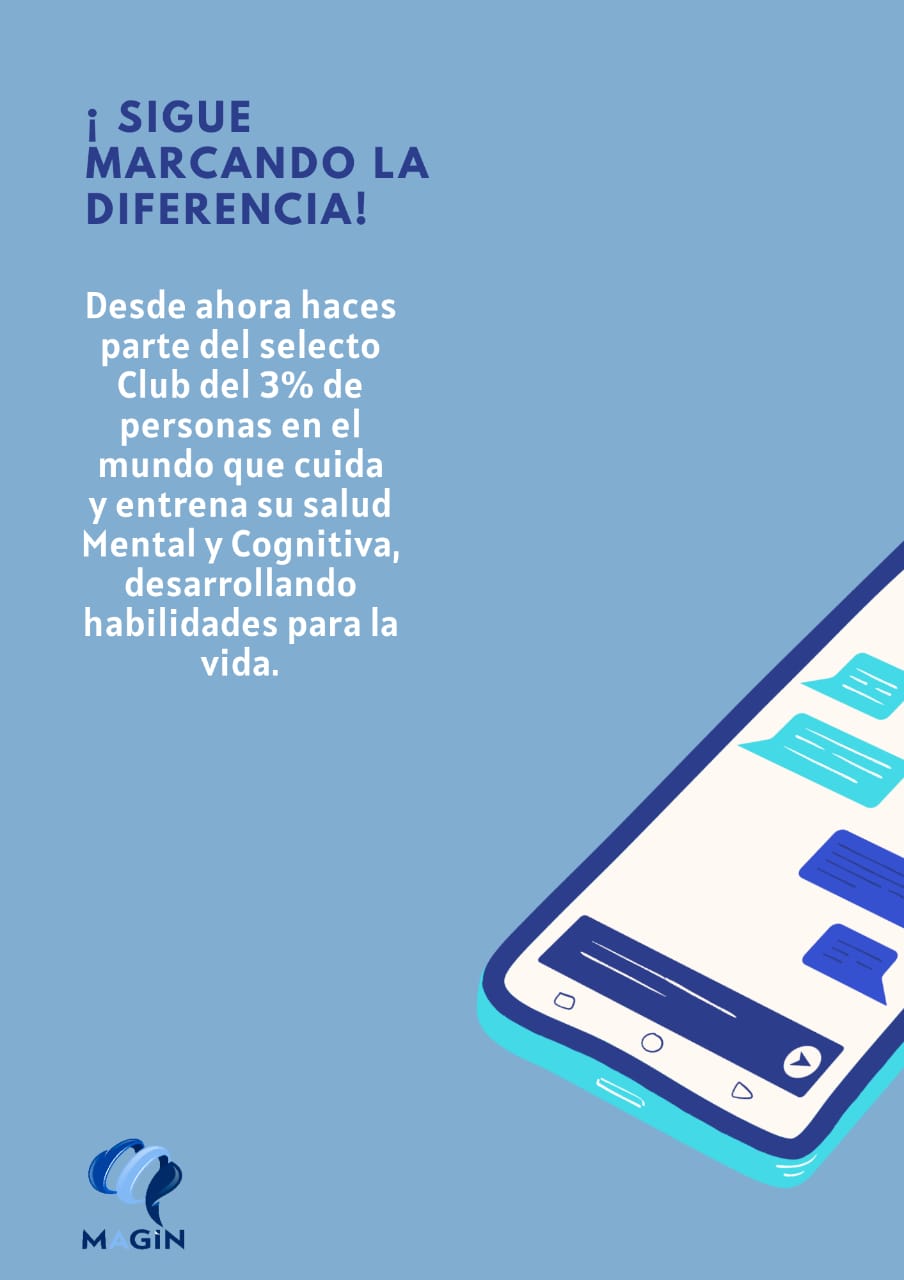 ¡ SIGUE
MARCANDO LA
DIFERENCIA!
Desde ahora haces
parte del selecto
Club del 3% de
personas en el
mundo que cuida
y entrena su salud
Mental y Cognitiva,
desarrollando
habilidades para la
vida.
MAGiN